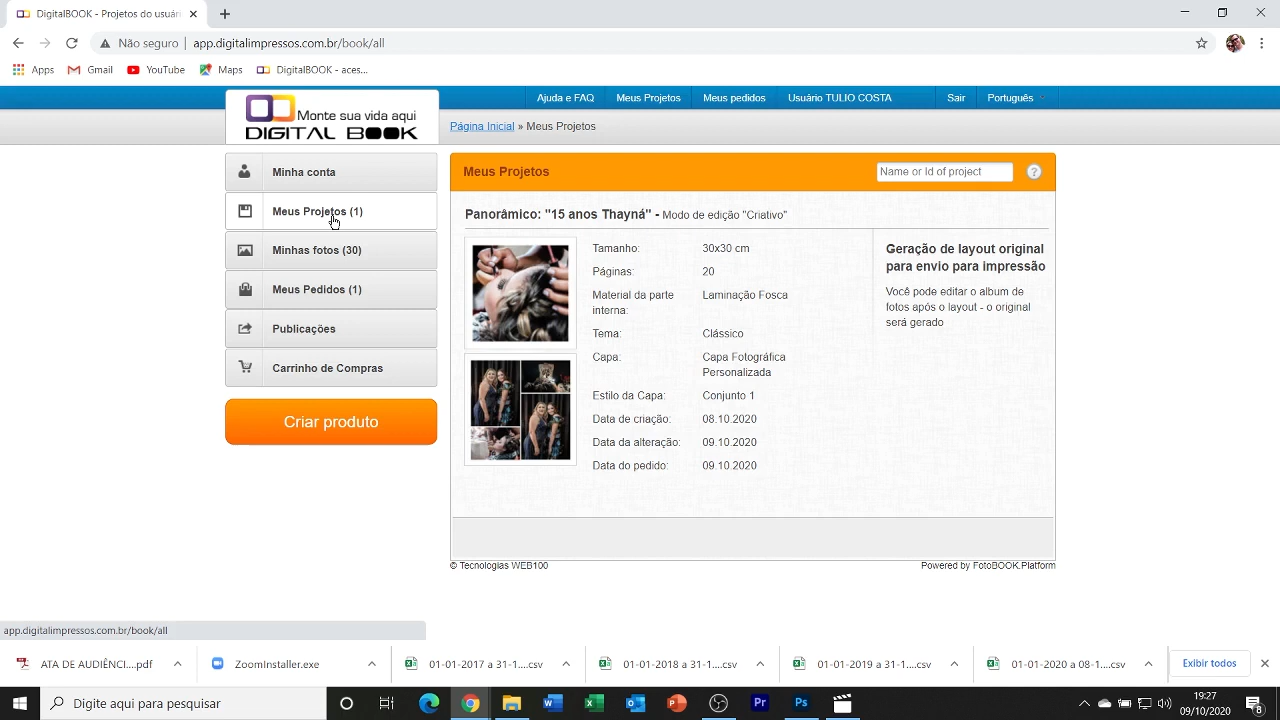 DigitalBOOK - Projetos do usuár
Não seguro
app.digitalimpressos.com.br/book/all
Apps
Gmail
YouTube
Maps
DigitalBOOK - aces...
Monte sua vida aqui
DIGITAL BOOK
Ajuda e FAQ
Meus Projetos
Meus pedidos
Usuário TULIO COSTA
Sair
Português
Página Inicial » Meus Projetos
Minha conta
Meus Projetos (1)
Minhas fotos (30)
Meus Pedidos (1)
Publicações
Carrinho de Compras
Criar produto
Meus Projetos
Name or Id of project
?
Panorâmico: "15 anos Thayná" - Modo de edição "Criativo"
Tamanho: 30x30 cm
Páginas: 20
Material da parte interna: Laminação Fosca
Tema: Clássico
Capa: Capa Fotográfica Personalizada
Estilo da Capa: Conjunto 1
Data de criação: 08.10.2020
Data da alteração: 09.10.2020
Data do pedido: 09.10.2020
Geração de layout original
para envio para impressão
Você pode editar o album de
fotos após o layout - o original
será gerado
© Tecnologias WEB100
Powered by FotoBOOK.Platform
app.digitalimpressos.com.br/book/all
ATA DE AUDIÊNCI....pdf
ZoomInstaller.exe
01-01-2017 a 31-1....csv
01-01-2018 a 31-1....csv
01-01-2019 a 31-1....csv
01-01-2020 a 08-1....csv
Exibir todos
Digite aqui para pesquisar
19:27
09/10/2020
8